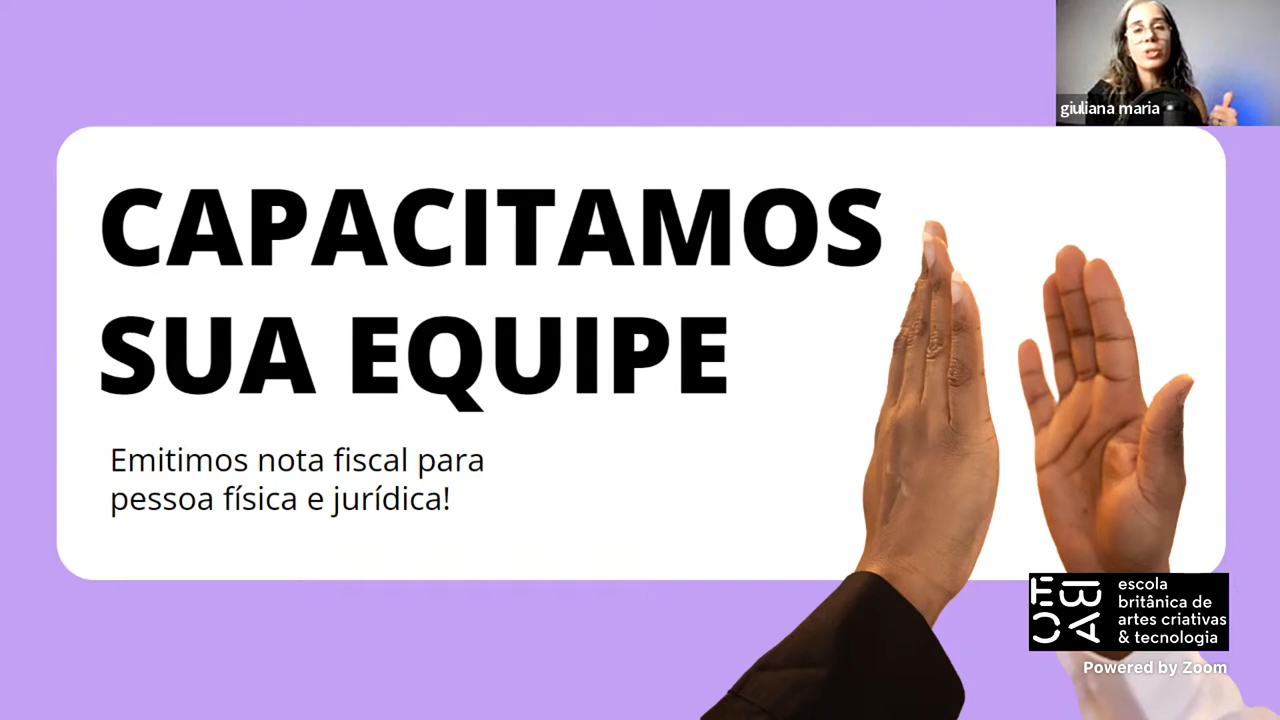 giuliana maria
CAPACITAMOS
SUA EQUIPE
Emitimos nota fiscal para
pessoa física e jurídica!
EBAC
escola
britânica de
artes criativas
& tecnologia
Powered by Zoom